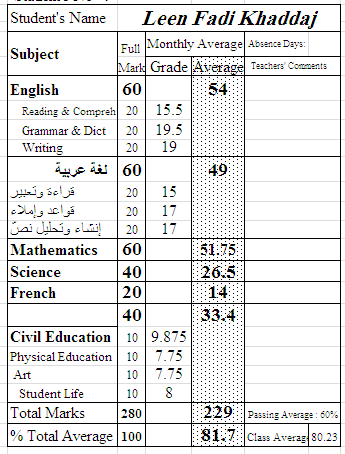 Student's Name Leen Fadi Khaddaj
Subject Full Mark Monthly Average Absence Days:
Grade Average Teachers' Comments
English 60 54
Reading & Compreh 20 15.5
Grammar & Dict 20 19.5
Writing 20 19
لغة عربية 60 49
قراءة وتعبير 20 15
قواعد وإملاء 20 17
إنشاء وتحليل نصّ 20 17
Mathematics 60 51.75
Science 40 26.5
French 20 14
40 33.4
Civil Education 10 9.875
Physical Education 10 7.75
Art 10 7.75
Student Life 10 8
Total Marks 280 229 Passing Average : 60%
% Total Average 100 81.7 Class Averag 80.23